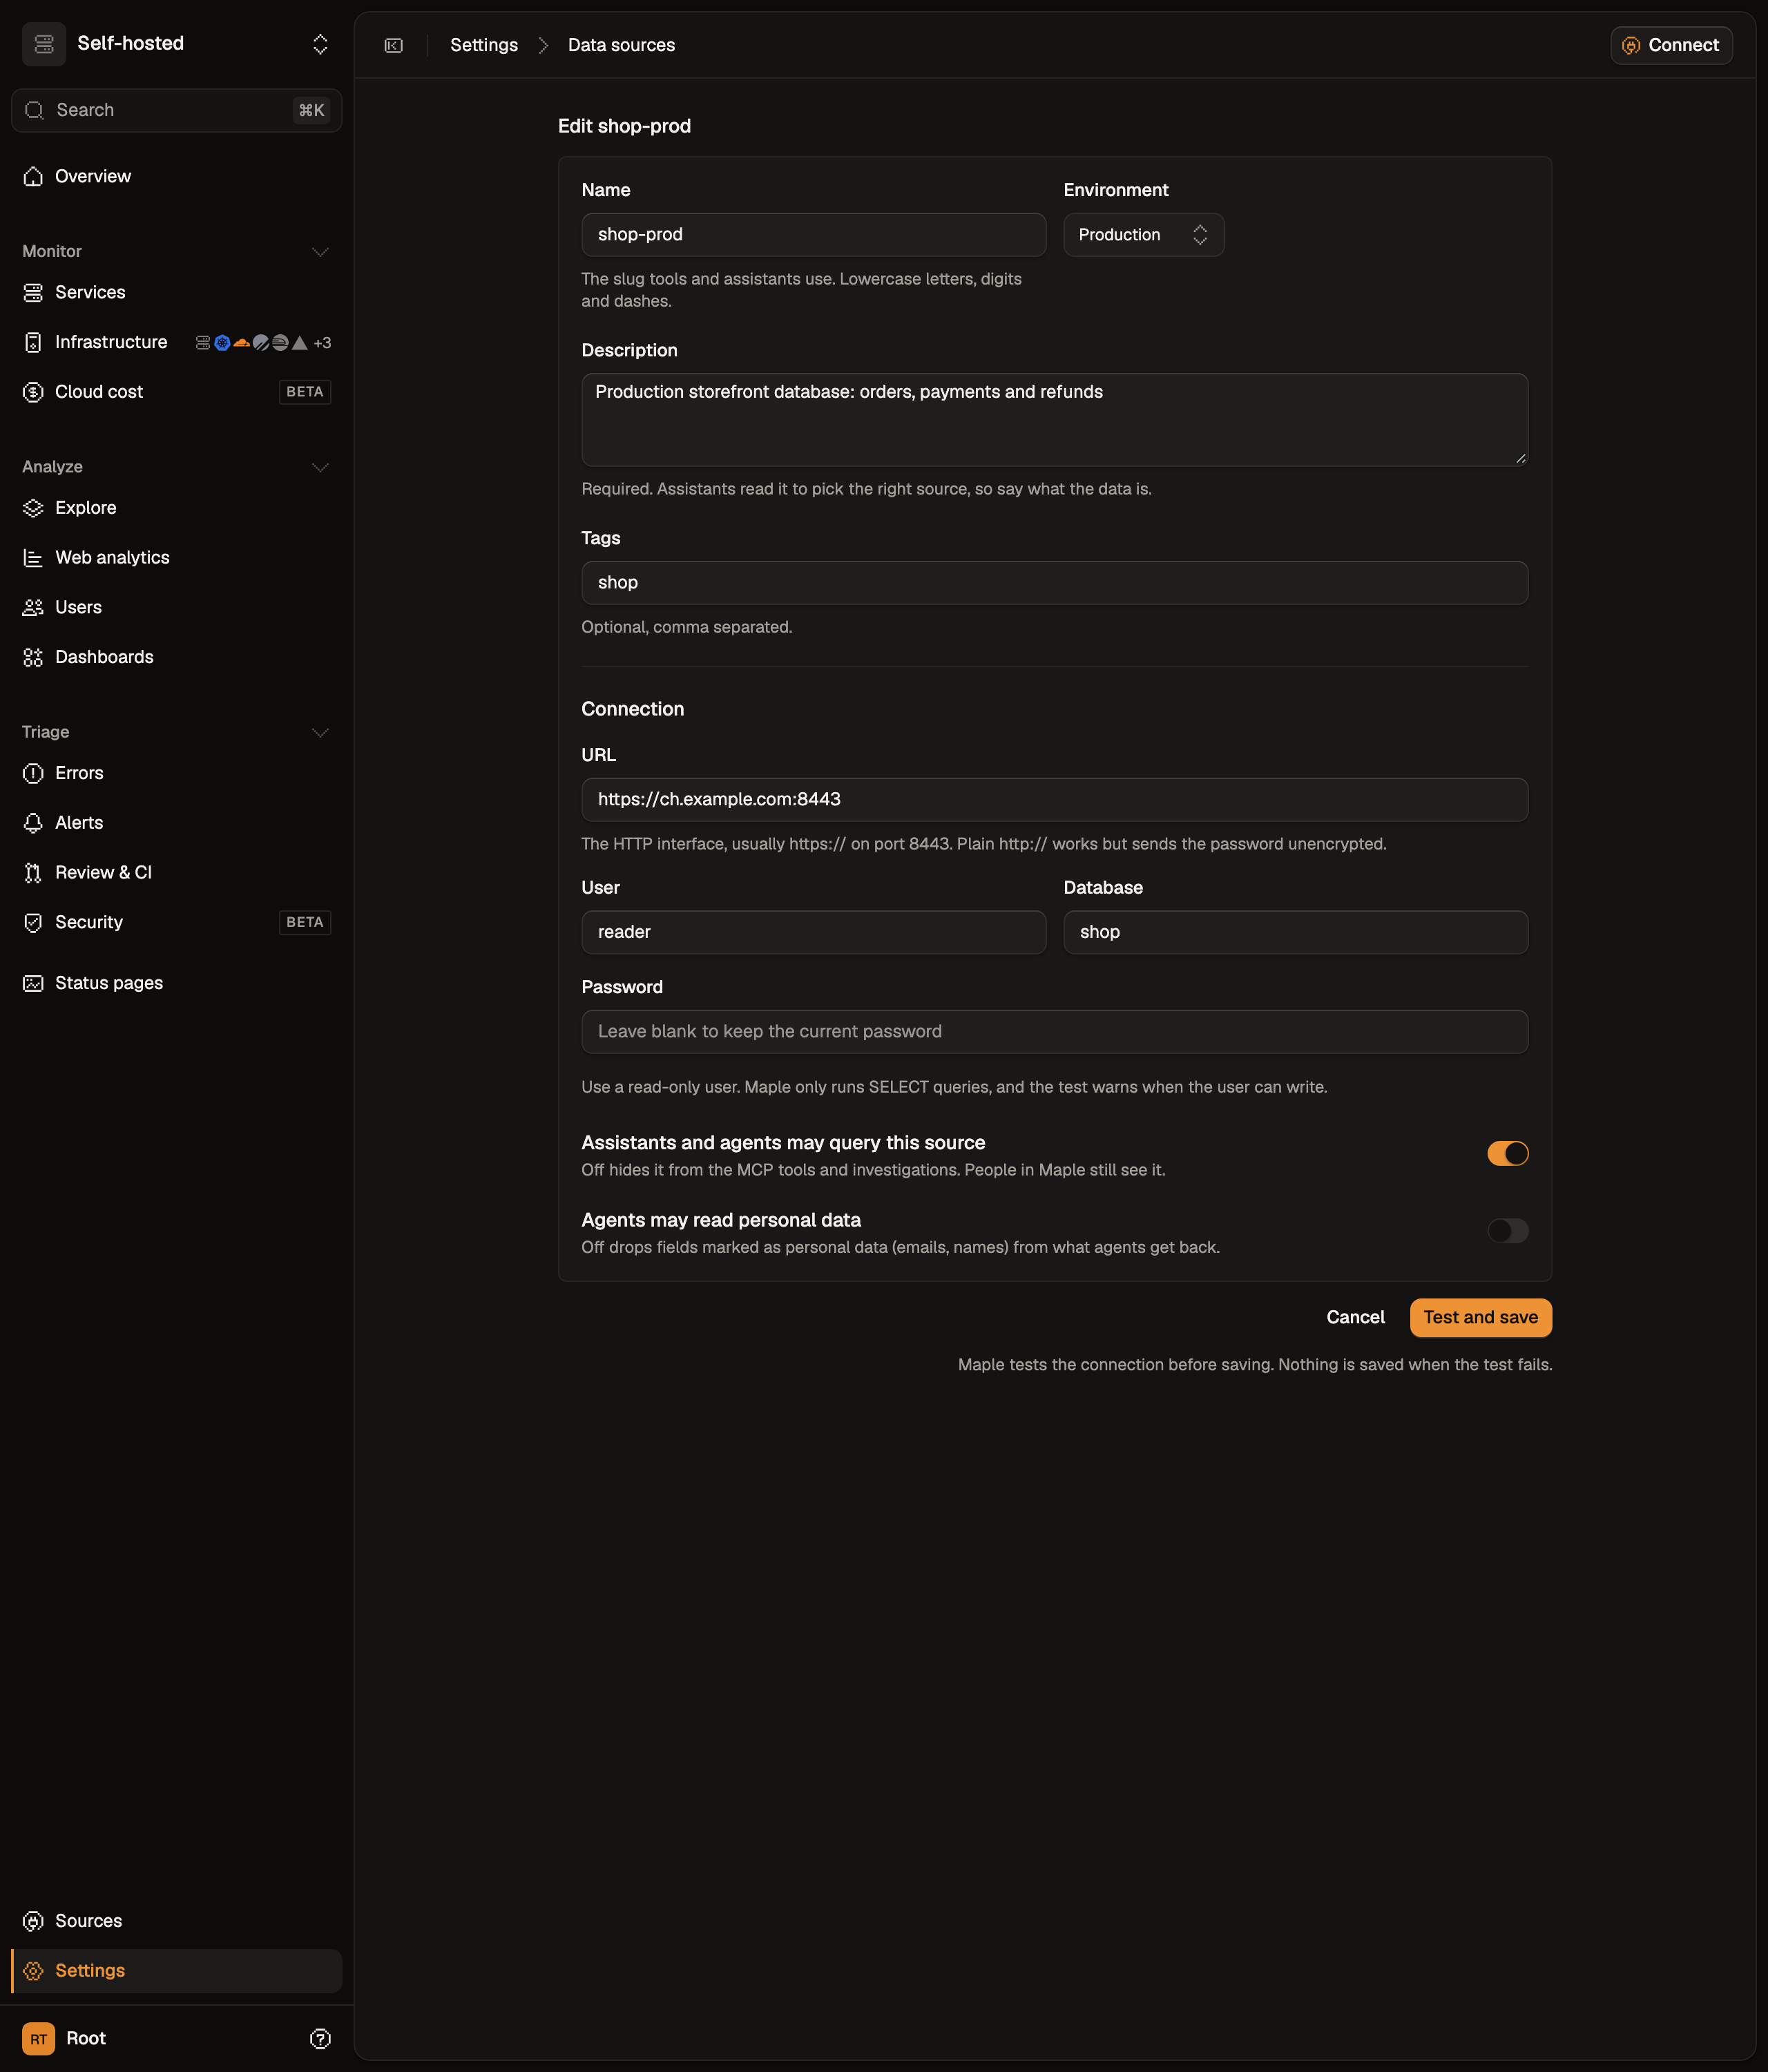 Self-hosted
Search
⌘K
Overview
Monitor
Services
Infrastructure
+3
Cloud cost
BETA
Analyze
Explore
Web analytics
Users
Dashboards
Triage
Errors
Alerts
Review & CI
Security
BETA
Status pages
Sources
Settings
RT
Root
Settings
Data sources
Connect
Edit shop-prod
Name
Environment
shop-prod
Production
The slug tools and assistants use. Lowercase letters, digits
and dashes.
Description
Production storefront database: orders, payments and refunds
Required. Assistants read it to pick the right source, so say what the data is.
Tags
shop
Optional, comma separated.
Connection
URL
https://ch.example.com:8443
The HTTP interface, usually https:// on port 8443. Plain http:// works but sends the password unencrypted.
User
Database
reader
shop
Password
Leave blank to keep the current password
Use a read-only user. Maple only runs SELECT queries, and the test warns when the user can write.
Assistants and agents may query this source
Off hides it from the MCP tools and investigations. People in Maple still see it.
Agents may read personal data
Off drops fields marked as personal data (emails, names) from what agents get back.
Cancel
Test and save
Maple tests the connection before saving. Nothing is saved when the test fails.